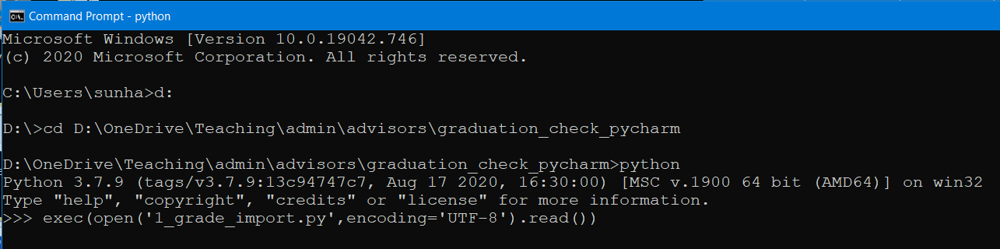 Command Prompt - python
Microsoft Windows [Version 10.0.19042.746]
(c) 2020 Microsoft Corporation. All rights reserved.
C:\Users\sunha>d:
D:\>cd D:\OneDrive\Teaching\admin\advisors\graduation_check_pycharm
D:\OneDrive\Teaching\admin\advisors\graduation_check_pycharm>python
Python 3.7.9 (tags/v3.7.9:13c94747c7, Aug 17 2020, 16:30:00) [MSC v.1900 64 bit (AMD64)] on win32
Type "help", "copyright", "credits" or "license" for more information.
>>> exec(open('1_grade_import.py',encoding='UTF-8').read())